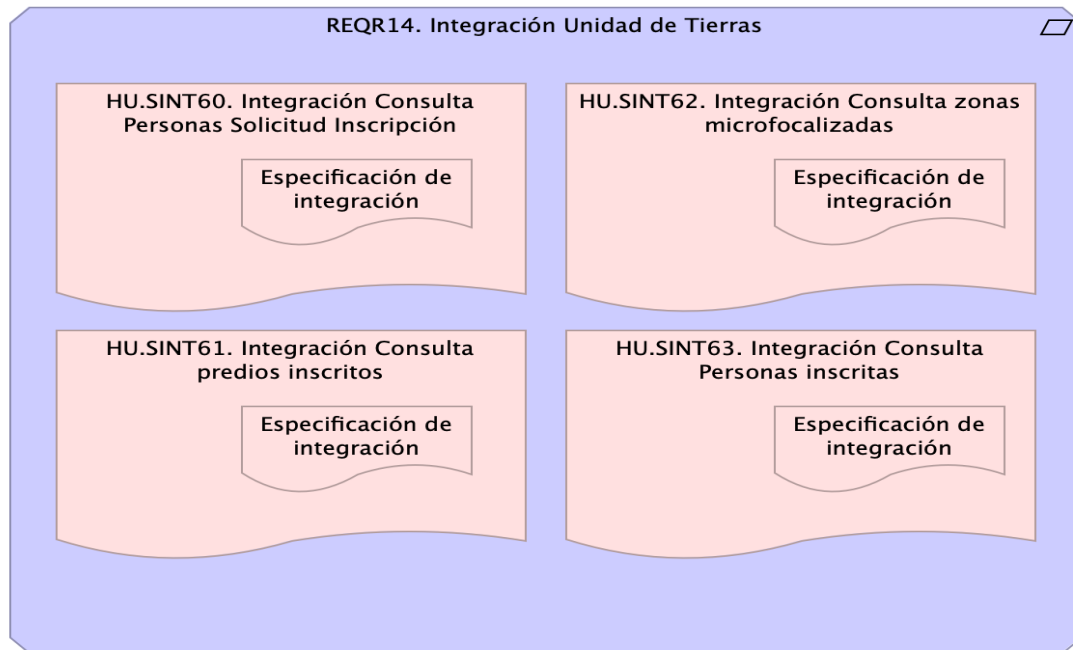 REQR14. Integración Unidad de Tierras
HU.SINT60. Integración Consulta
Personas Solicitud Inscripción
Especificación de
integración
HU.SINT62. Integración Consulta zonas
microfocalizadas
Especificación de
integración
HU.SINT61. Integración Consulta
predios inscritos
Especificación de
integración
HU.SINT63. Integración Consulta
Personas inscritas
Especificación de
integración